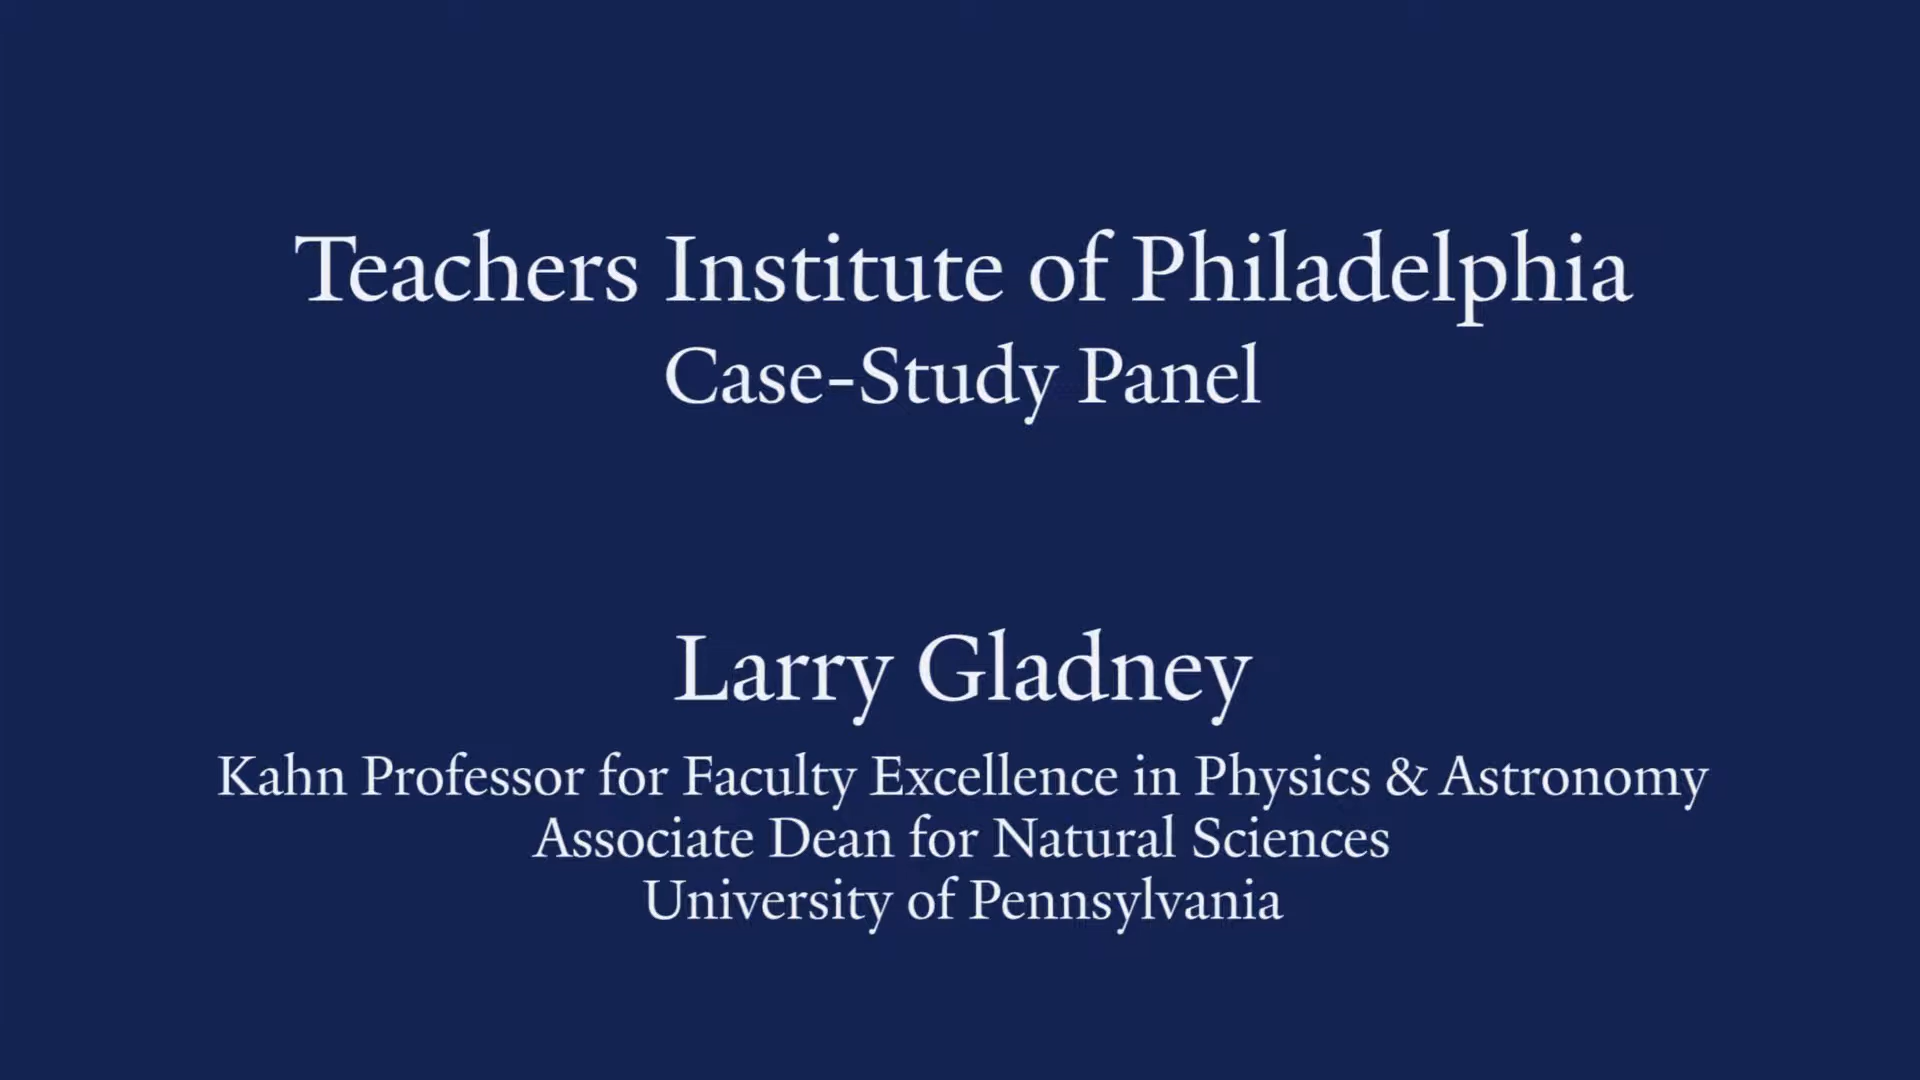 Teachers Institute of Philadelphia
Case-Study Panel
Larry Gladney
Kahn Professor for Faculty Excellence in Physics & Astronomy
Associate Dean for Natural Sciences
University of Pennsylvania